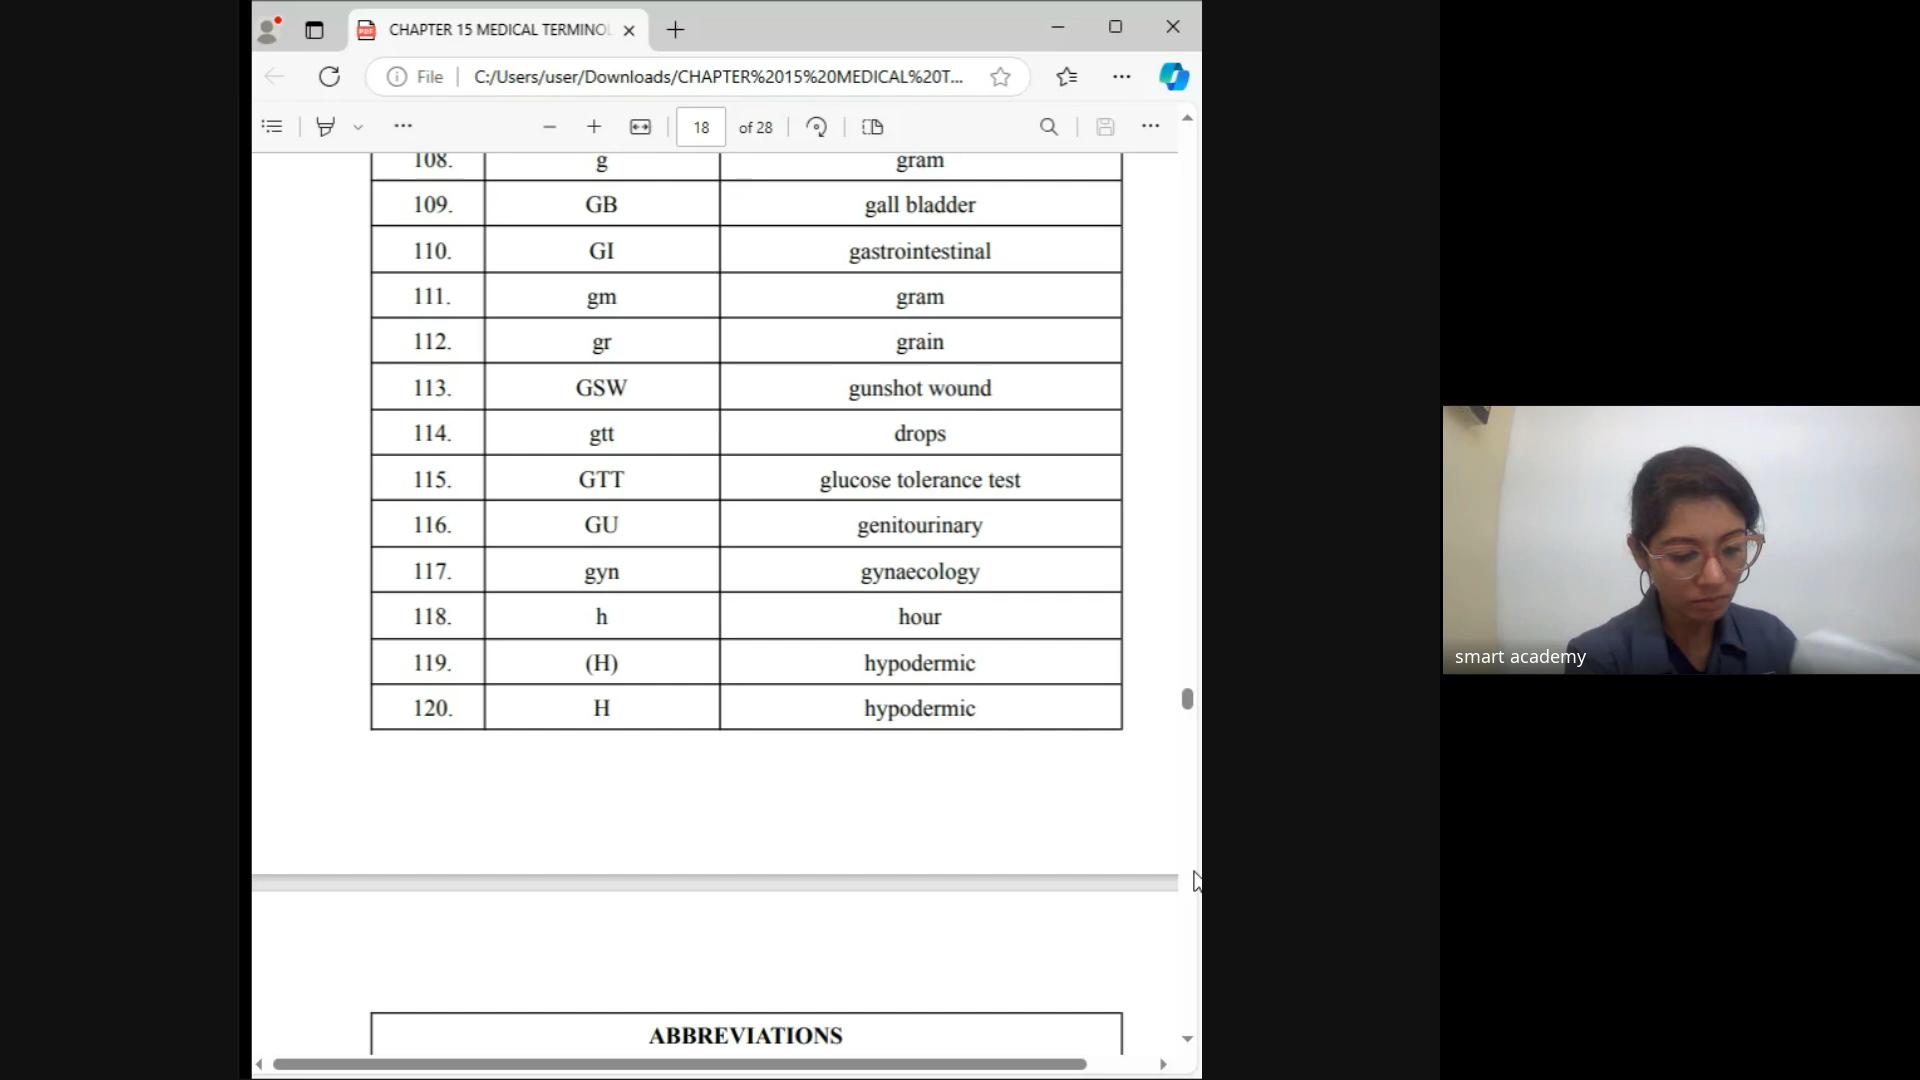 CHAPTER 15 MEDICAL TERMINOL
File C:/Users/user/Downloads/CHAPTER%2015%20MEDICAL%20T...
18 of 28
108. g gram
109. GB gall bladder
110. GI gastrointestinal
111. gm gram
112. gr grain
113. GSW gunshot wound
114. gtt drops
115. GTT glucose tolerance test
116. GU genitourinary
117. gyn gynaecology
118. h hour
119. (H) hypodermic
120. H hypodermic
smart academy
ABBREVIATIONS